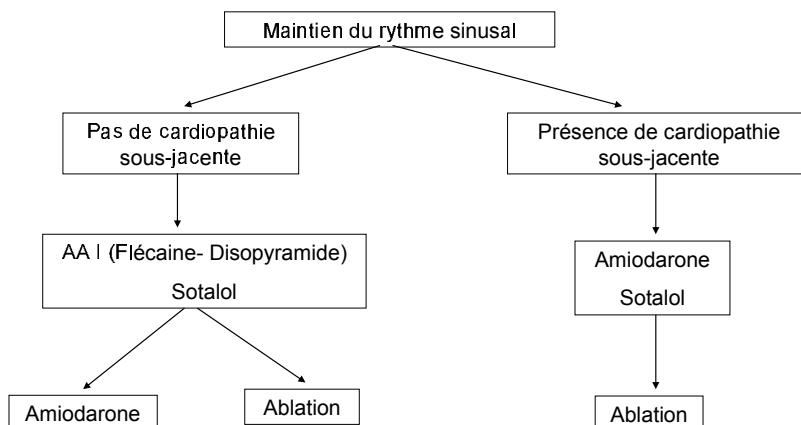 Maintien du rythme sinusal
Pas de cardiopathie
sous-jacente
Présence de cardiopathie
sous-jacente
AA I (Flécaine- Disopyramide)
Sotalol
Amiodarone
Sotalol
Amiodarone
Ablation
Ablation